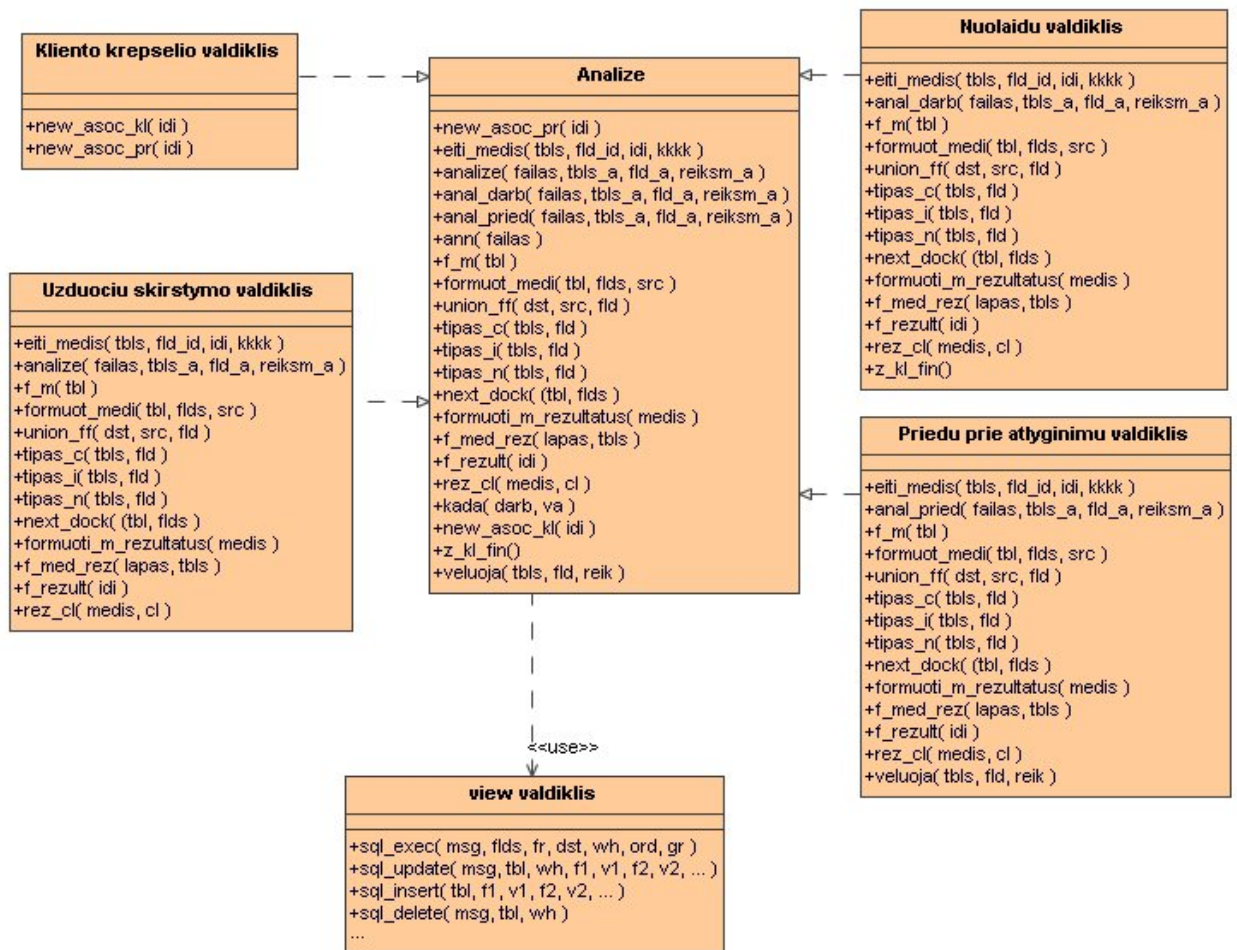 Kliento krepselio valdiklis
+new_asoc_kl( idi )
+new_asoc_pr( idi )
Uzduociu skirstymo valdiklis
+eiti_medis( tbls, fld_id, idi, kkkk )
+analize( failas, tbls_a, fld_a, reiksm_a )
+f_m( tbl )
+formuot_medi( tbl, flds, src )
+union_ff( dst, src, fld )
+tipas_c( tbls, fld )
+tipas_i( tbls, fld )
+tipas_n( tbls, fld )
+next_dock( (tbl, flds )
+formuoti_m_rezultatus( medis )
+f_med_rez( lapas, tbls )
+f_rezult( idi )
+rez_cl( medis, cl )
Analize
+new_asoc_pr( idi )
+eiti_medis( tbls, fld_id, idi, kkkk )
+analize( failas, tbls_a, fld_a, reiksm_a )
+anal_darb( failas, tbls_a, fld_a, reiksm_a )
+anal_pried( failas, tbls_a, fld_a, reiksm_a )
+ann( failas )
+f_m( tbl )
+formuot_medi( tbl, flds, src )
+union_ff( dst, src, fld )
+tipas_c( tbls, fld )
+tipas_i( tbls, fld )
+tipas_n( tbls, fld )
+next_dock( (tbl, flds )
+formuoti_m_rezultatus( medis )
+f_med_rez( lapas, tbls )
+f_rezult( idi )
+rez_cl( medis, cl )
+kada( darb, va )
+new_asoc_kl( idi )
+z_kl_fin()
+veluoja( tbls, fld, reik )
Nuolaidu valdiklis
+eiti_medis( tbls, fld_id, idi, kkkk )
+anal_darb( failas, tbls_a, fld_a, reiksm_a )
+f_m( tbl )
+formuot_medi( tbl, flds, src )
+union_ff( dst, src, fld )
+tipas_c( tbls, fld )
+tipas_i( tbls, fld )
+tipas_n( tbls, fld )
+next_dock( (tbl, flds )
+formuoti_m_rezultatus( medis )
+f_med_rez( lapas, tbls )
+f_rezult( idi )
+rez_cl( medis, cl )
+z_kl_fin()
Priedu prie atlyginimu valdiklis
+eiti_medis( tbls, fld_id, idi, kkkk )
+anal_pried( failas, tbls_a, fld_a, reiksm_a )
+f_m( tbl )
+formuot_medi( tbl, flds, src )
+union_ff( dst, src, fld )
+tipas_c( tbls, fld )
+tipas_i( tbls, fld )
+tipas_n( tbls, fld )
+next_dock( (tbl, flds )
+formuoti_m_rezultatus( medis )
+f_med_rez( lapas, tbls )
+f_rezult( idi )
+rez_cl( medis, cl )
+veluoja( tbls, fld, reik )
<<use>>
view valdiklis
+sql_exec( msg, flds, fr, dst, wh, ord, gr )
+sql_update( msg, tbl, wh, f1, v1, f2, v2, ... )
+sql_insert( tbl, f1, v1, f2, v2, ... )
+sql_delete( msg, tbl, wh )
...